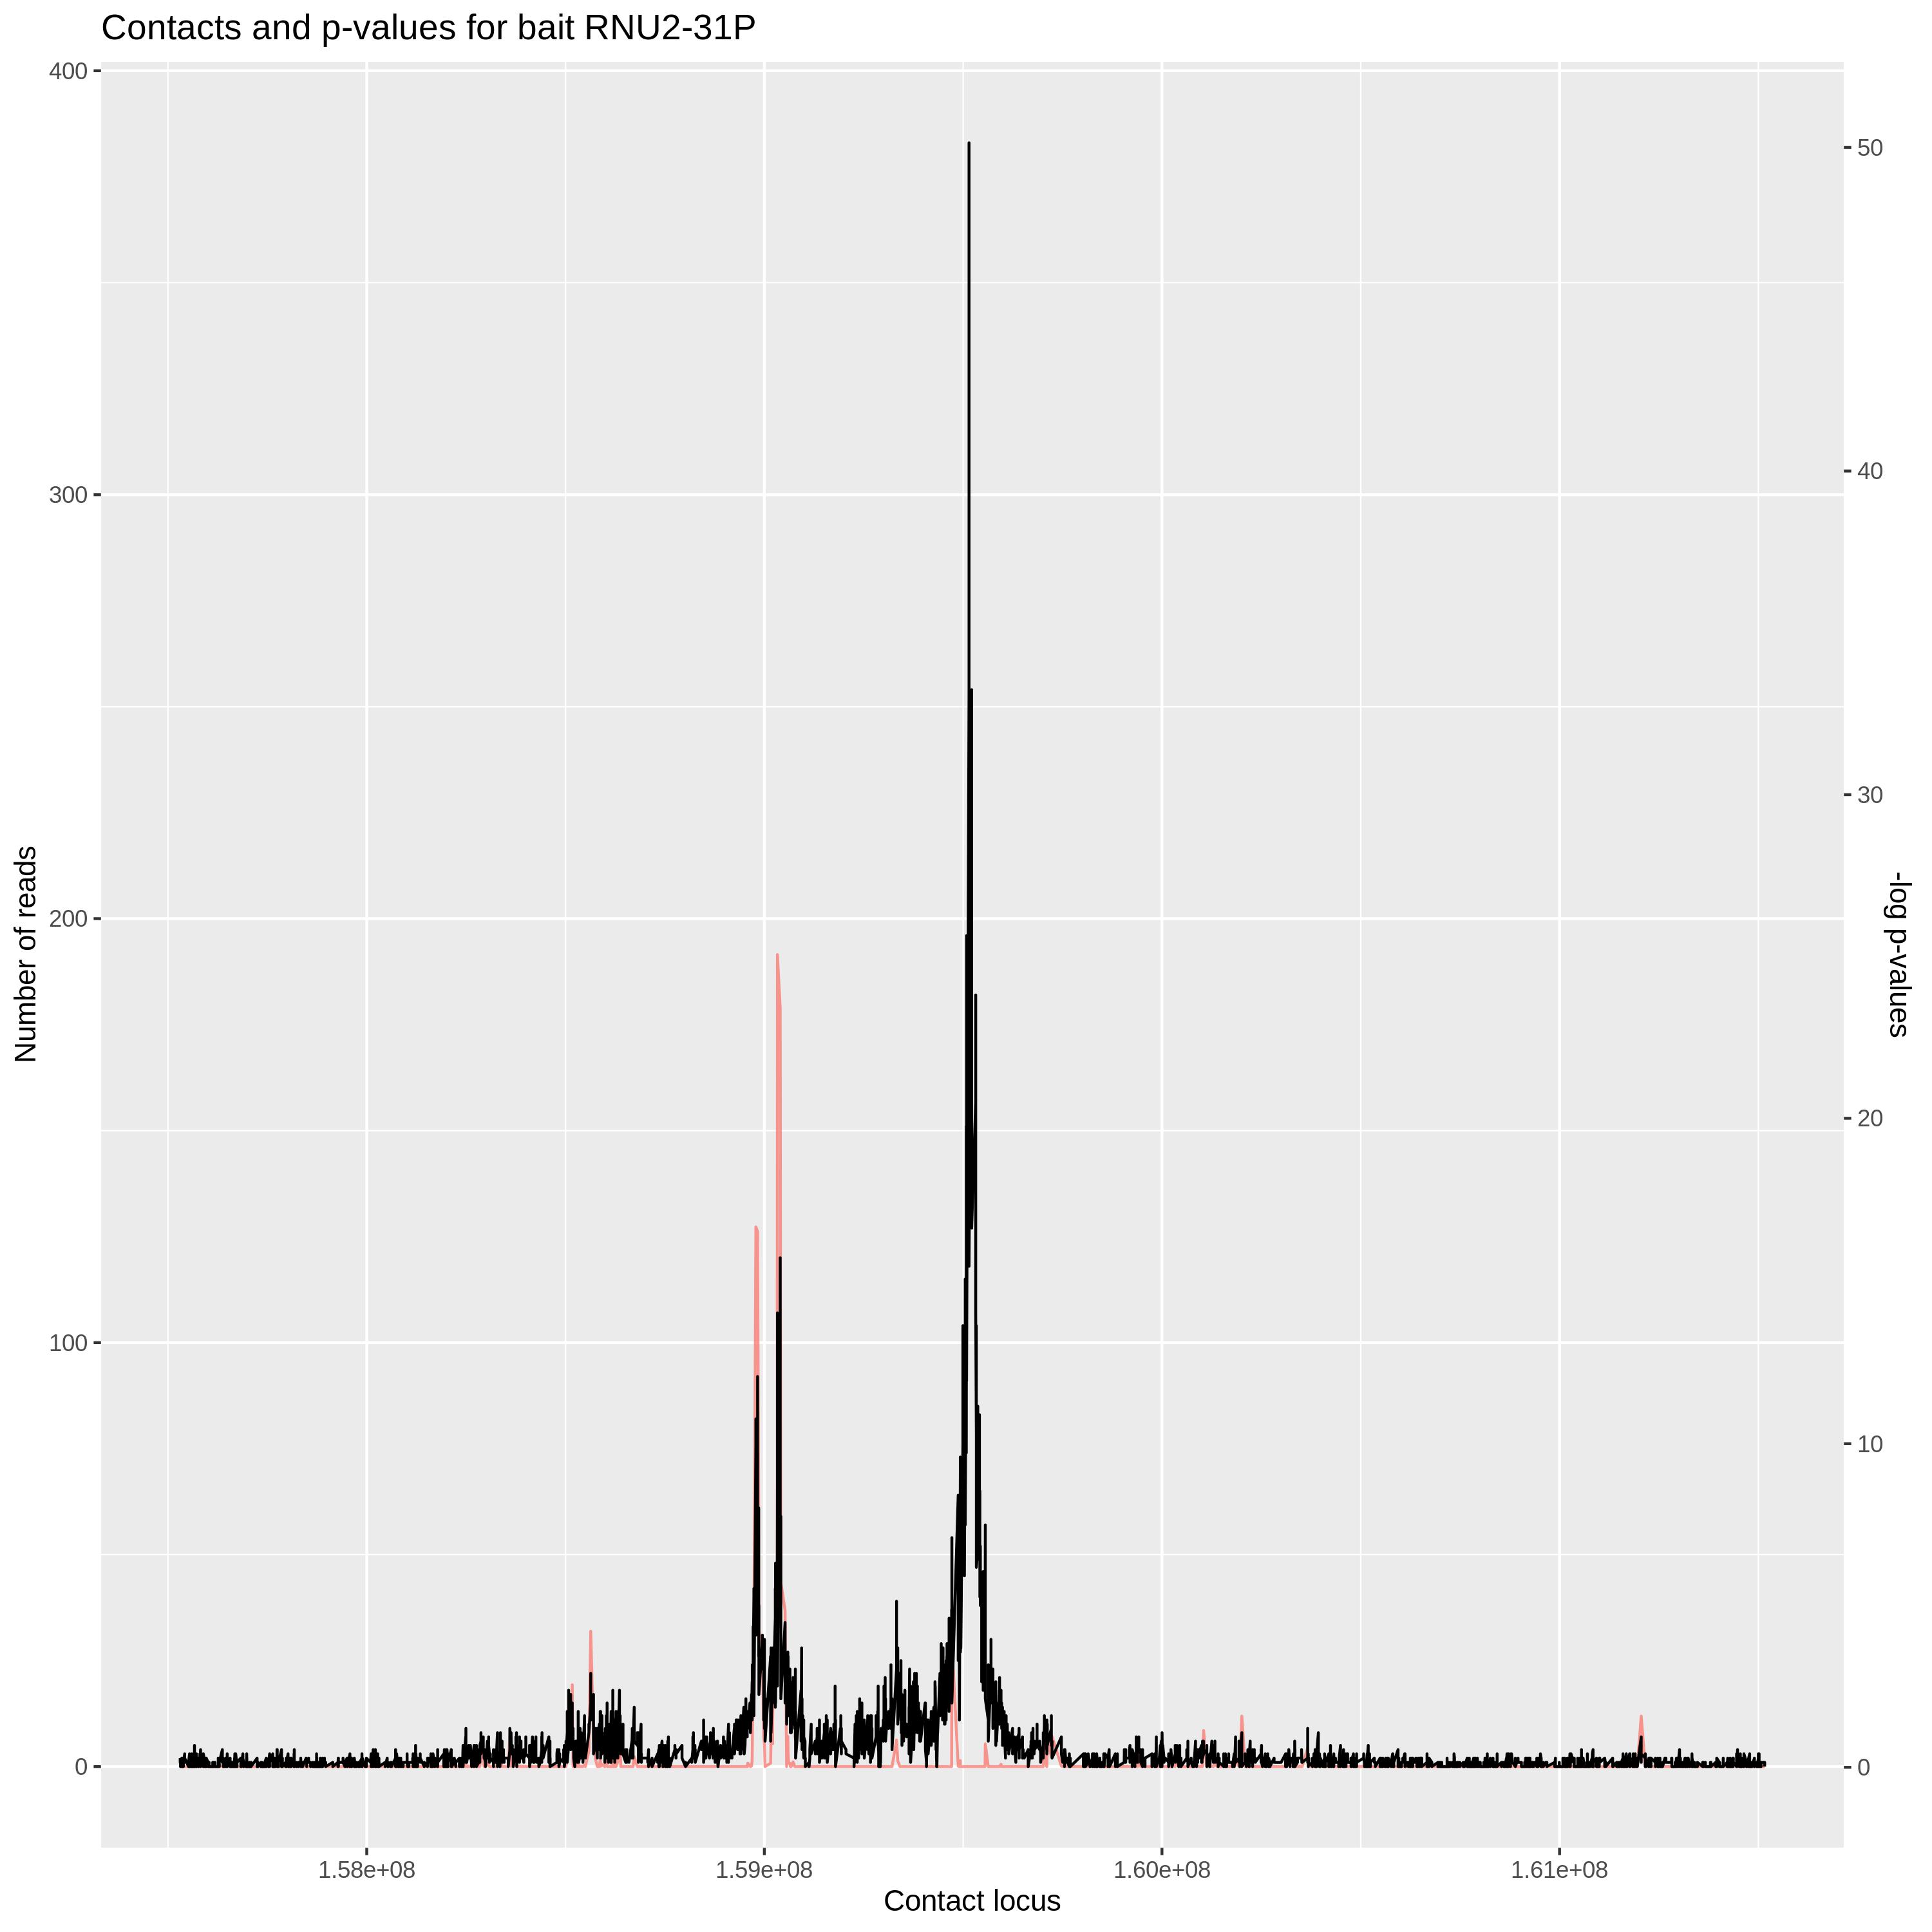 Contacts and p-values for bait RNU2-31P
400
300
200
100
0
Number of reads
50
40
30
20
10
0
-log p-values
1.58e+08 1.59e+08 1.60e+08 1.61e+08
Contact locus